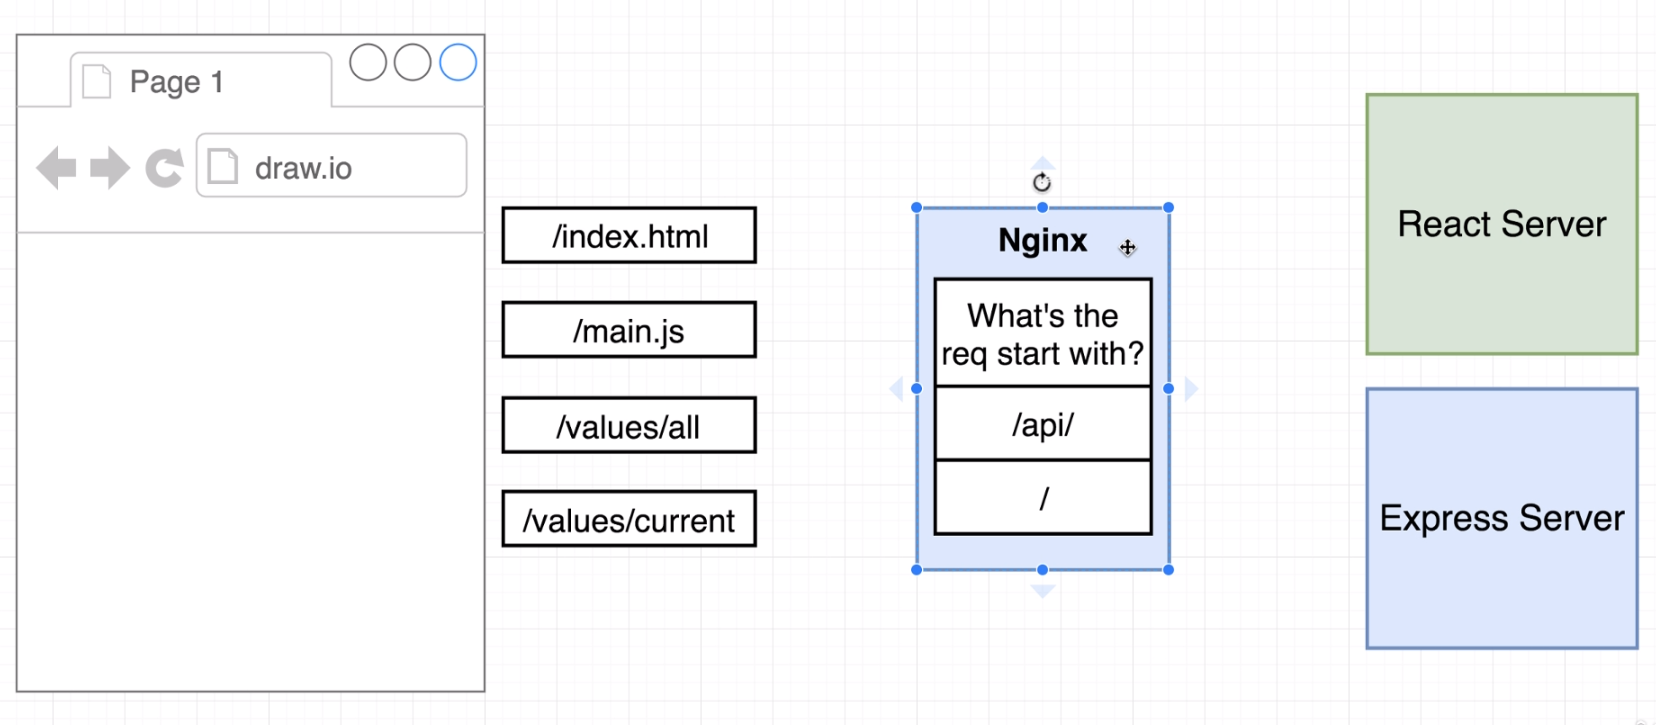 Page 1
draw.io
/index.html
/main.js
/values/all
/values/current
Nginx
What's the
req start with?
/api/
/
React Server
Express Server